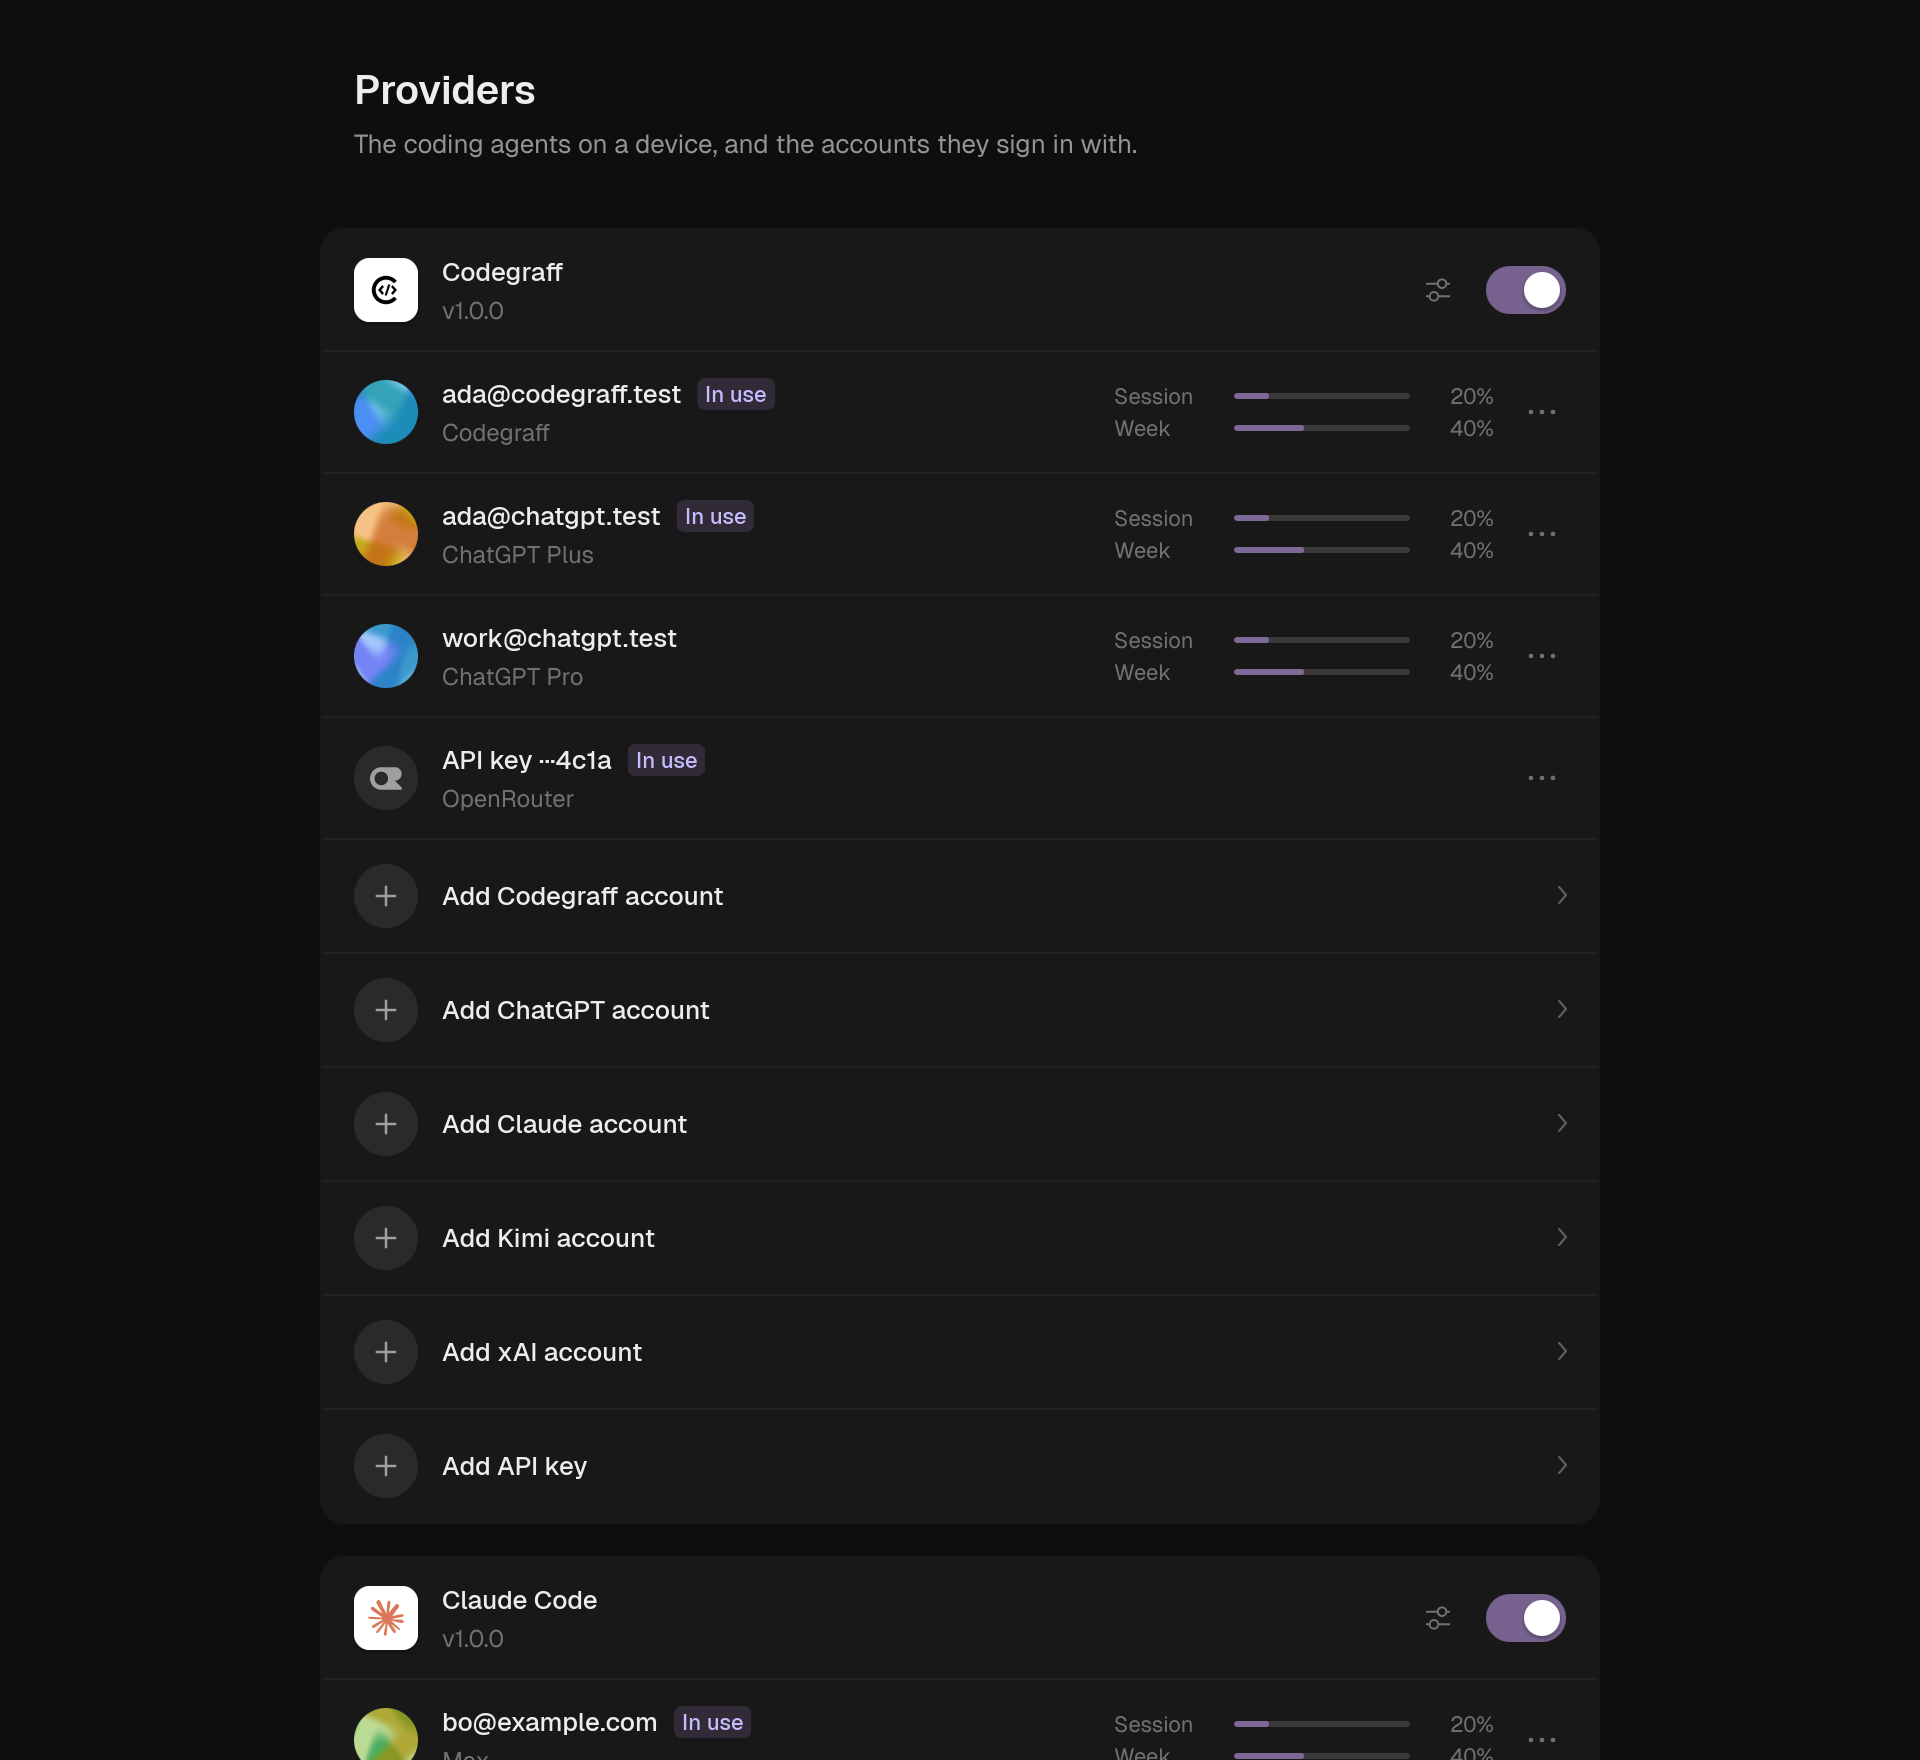 Providers
The coding agents on a device, and the accounts they sign in with.
Codegraff
v1.0.0
ada@codegraff.test In use
Codegraff
Session 20%
Week 40%
ada@chatgpt.test In use
ChatGPT Plus
Session 20%
Week 40%
work@chatgpt.test
ChatGPT Pro
Session 20%
Week 40%
API key ···4c1a In use
OpenRouter
Add Codegraff account
Add ChatGPT account
Add Claude account
Add Kimi account
Add xAI account
Add API key
Claude Code
v1.0.0
bo@example.com In use
Max
Session 20%
Week 40%